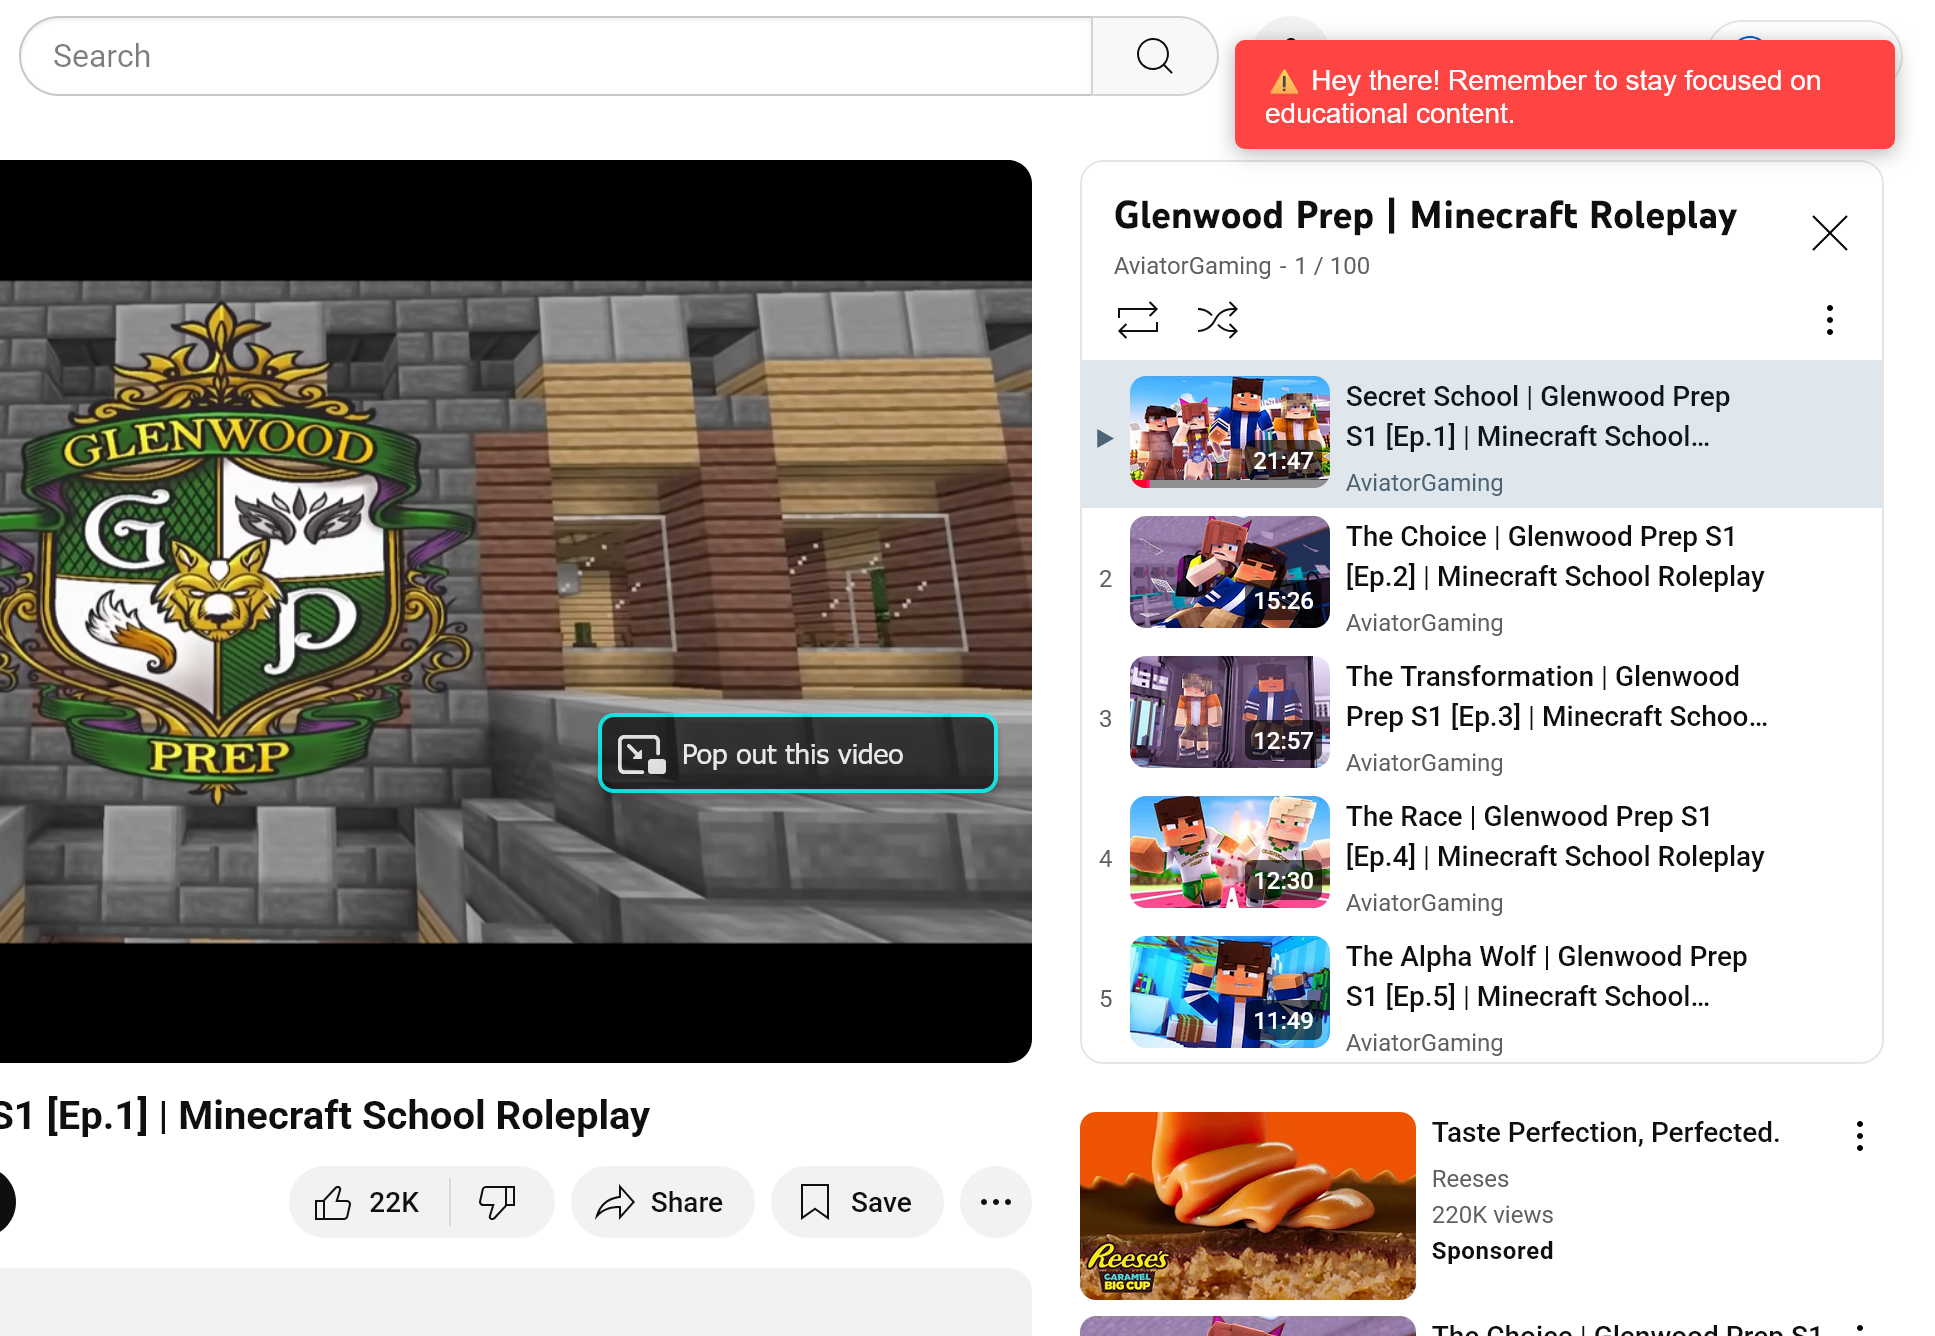 Search
⚠️ Hey there! Remember to stay focused on
educational content.
GLENWOOD
G
P
PREP
Pop out this video
Glenwood Prep | Minecraft Roleplay
AviatorGaming - 1 / 100
21:47
Secret School | Glenwood Prep
S1 [Ep.1] | Minecraft School...
AviatorGaming
2
15:26
The Choice | Glenwood Prep S1
[Ep.2] | Minecraft School Roleplay
AviatorGaming
3
12:57
The Transformation | Glenwood
Prep S1 [Ep.3] | Minecraft Schoo...
AviatorGaming
4
12:30
The Race | Glenwood Prep S1
[Ep.4] | Minecraft School Roleplay
AviatorGaming
5
11:49
The Alpha Wolf | Glenwood Prep
S1 [Ep.5] | Minecraft School...
AviatorGaming
S1 [Ep.1] | Minecraft School Roleplay
22K
Share
Save
Reese's
CARAMEL
BIG CUP
Taste Perfection, Perfected.
Reeses
220K views
Sponsored
The Choice | Glenwood Prep S1